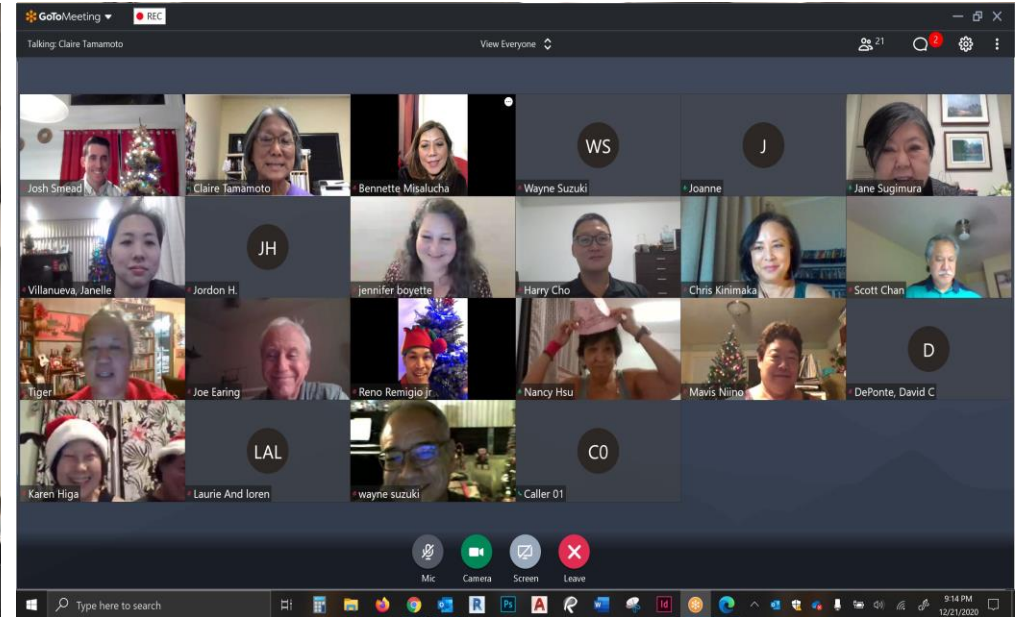 GoToMeeting
REC
Talking: Claire Tamamoto
View Everyone
21
2
Josh Smead
Claire Tamamoto
Bennette Misalucha
WS
Wayne Suzuki
J
Joanne
Jane Sugimura
Villanueva, Janelle
JH
Jordon H.
jennifer boyette
Harry Cho
Chris Kinimaka
Scott Chan
Tiger
Joe Earing
Reno Remigio jr
Nancy Hsu
Mavis Niino
D
DePonte, David C
Karen Higa
LAL
Laurie And loren
wayne suzuki
C0
Caller 01
Mic
Camera
Screen
Leave
Type here to search
R
Ps
A
Id
9:14 PM
12/21/2020